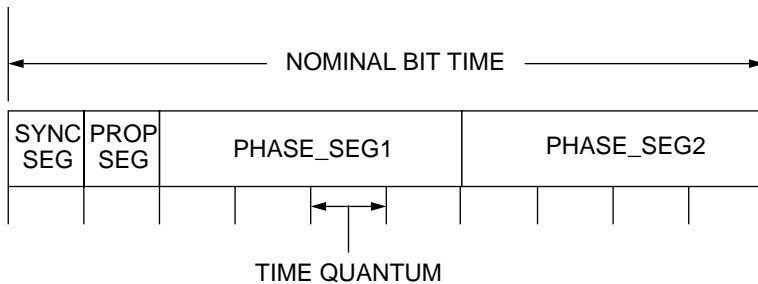 NOMINAL BIT TIME
SYNC SEG
PROP SEG
PHASE_SEG1
PHASE_SEG2
TIME QUANTUM